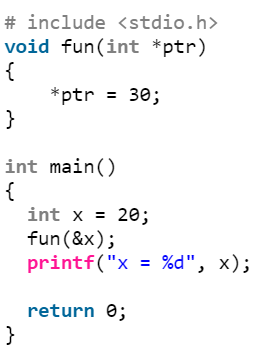 # include <stdio.h>
void fun(int *ptr)
{
    *ptr = 30;
}

int main()
{
  int x = 20;
  fun(&x);
  printf("x = %d", x);

  return 0;
}